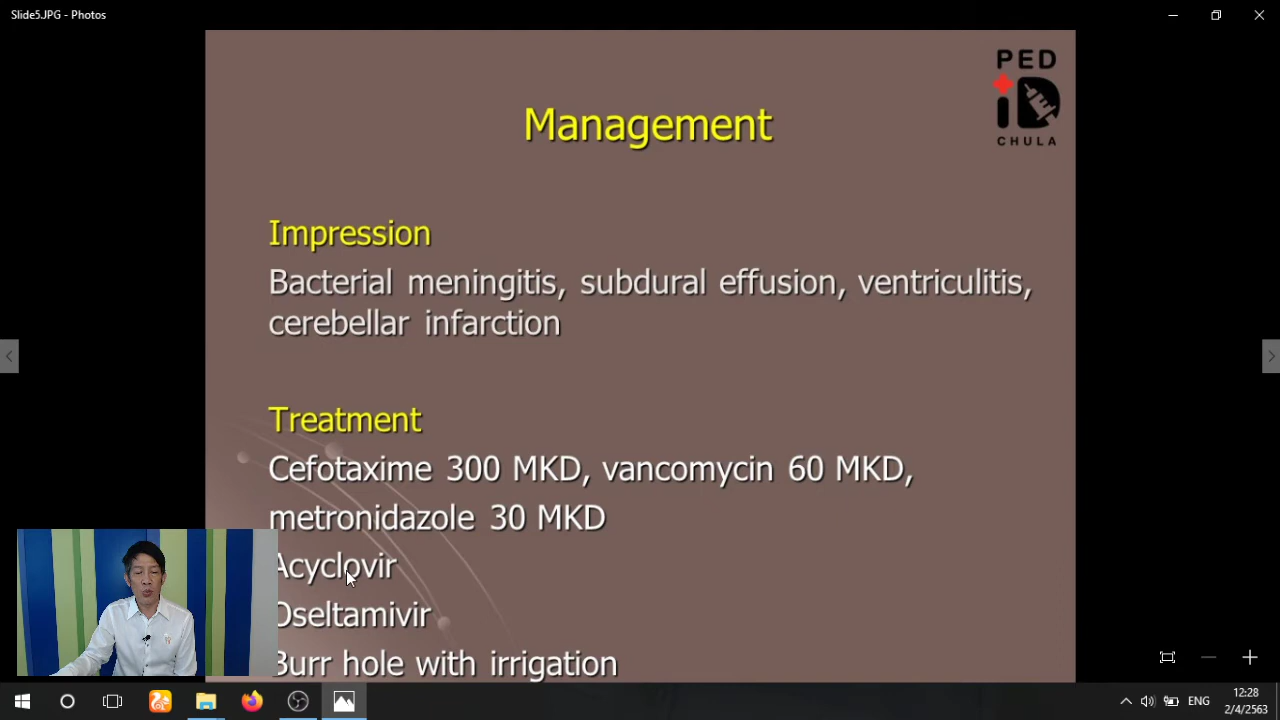 Slide5.JPG - Photos
PED
iD
CHULA
Management
Impression
Bacterial meningitis, subdural effusion, ventriculitis,
cerebellar infarction
Treatment
Cefotaxime 300 MKD, vancomycin 60 MKD,
metronidazole 30 MKD
Acyclovir
Oseltamivir
Burr hole with irrigation
ENG
12:28
2/4/2563